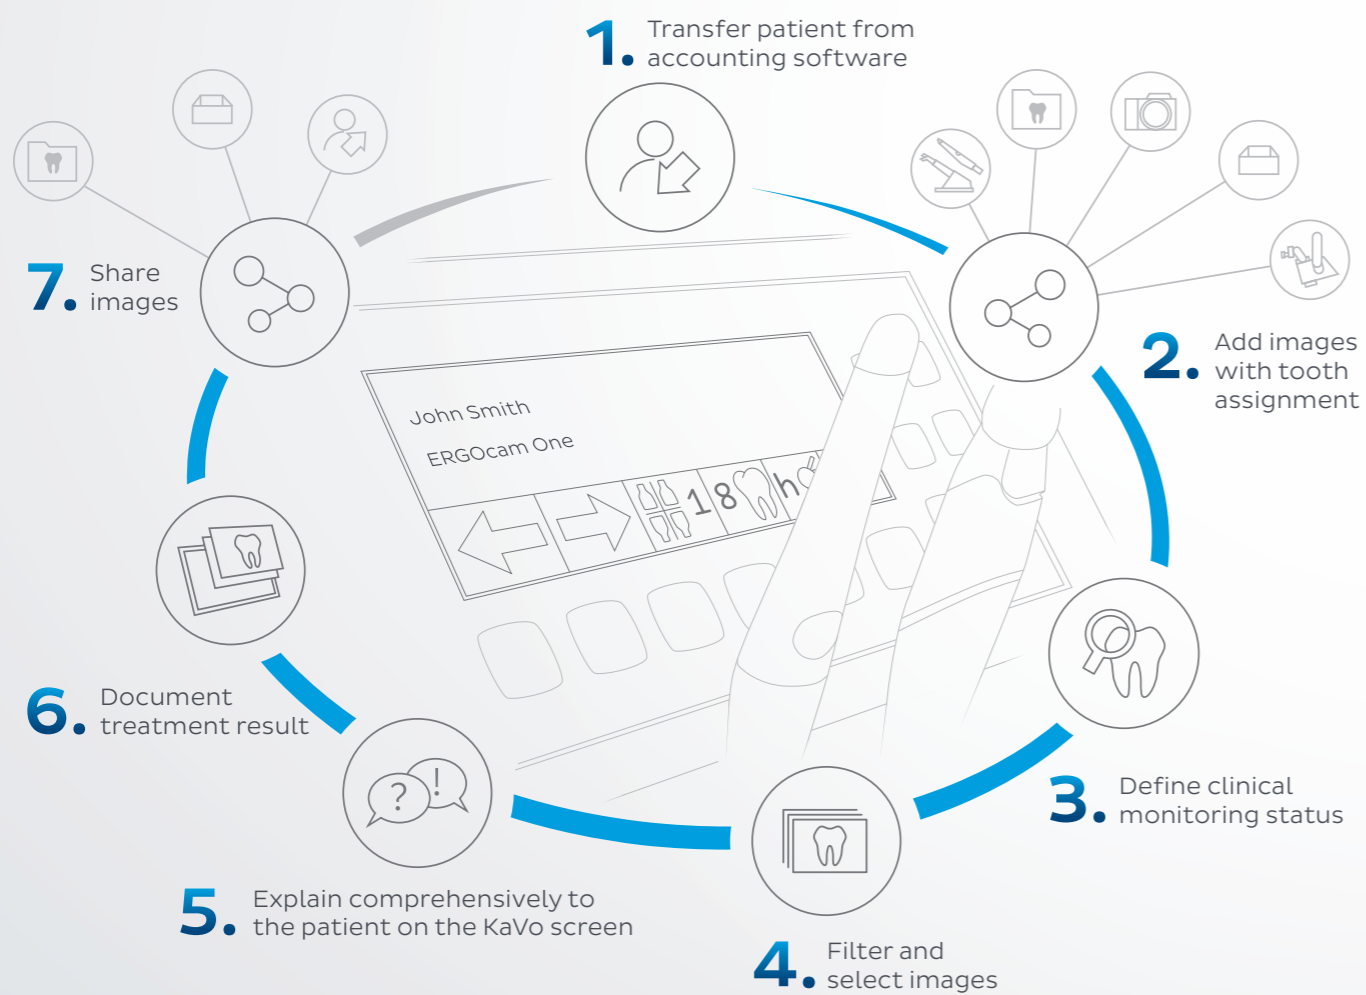 1. Transfer patient from
accounting software
2. Add images
with tooth
assignment
3. Define clinical
monitoring status
4. Filter and
select images
5. Explain comprehensively to
the patient on the KaVo screen
6. Document
treatment result
7. Share
images
John Smith
ERGOcam One
1 8 h
? !